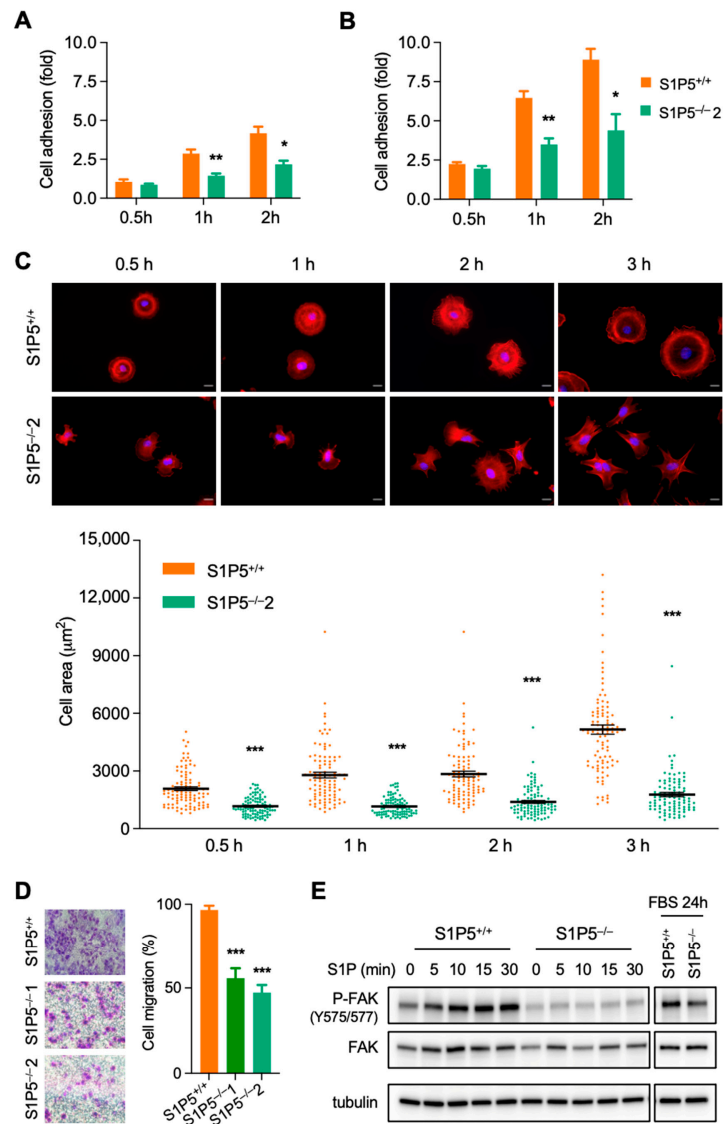 A
Cell adhesion (fold)
10.0
7.5
5.0
2.5
0.0
** *
0.5h 1h 2h
B
Cell adhesion (fold)
10.0
7.5
5.0
2.5
0.0
** *
0.5h 1h 2h
S1P5+/+
S1P5−/−2
C
0.5 h 1 h 2 h 3 h
S1P5+/+
S1P5−/−2
Cell area (μm2)
15,000
12,000
9000
6000
3000
0
S1P5+/+
S1P5−/−2
*** *** *** ***
0.5 h 1 h 2 h 3 h
D
S1P5+/+
S1P5−/−1
S1P5−/−2
Cell migration (%)
100
50
0
*** ***
S1P5+/+
S1P5−/−1
S1P5−/−2
E
FBS 24h
S1P5+/+ S1P5−/− S1P5+/+ S1P5−/−
S1P (min) 0 5 10 15 30 0 5 10 15 30
P-FAK
(Y575/577)
FAK
tubulin